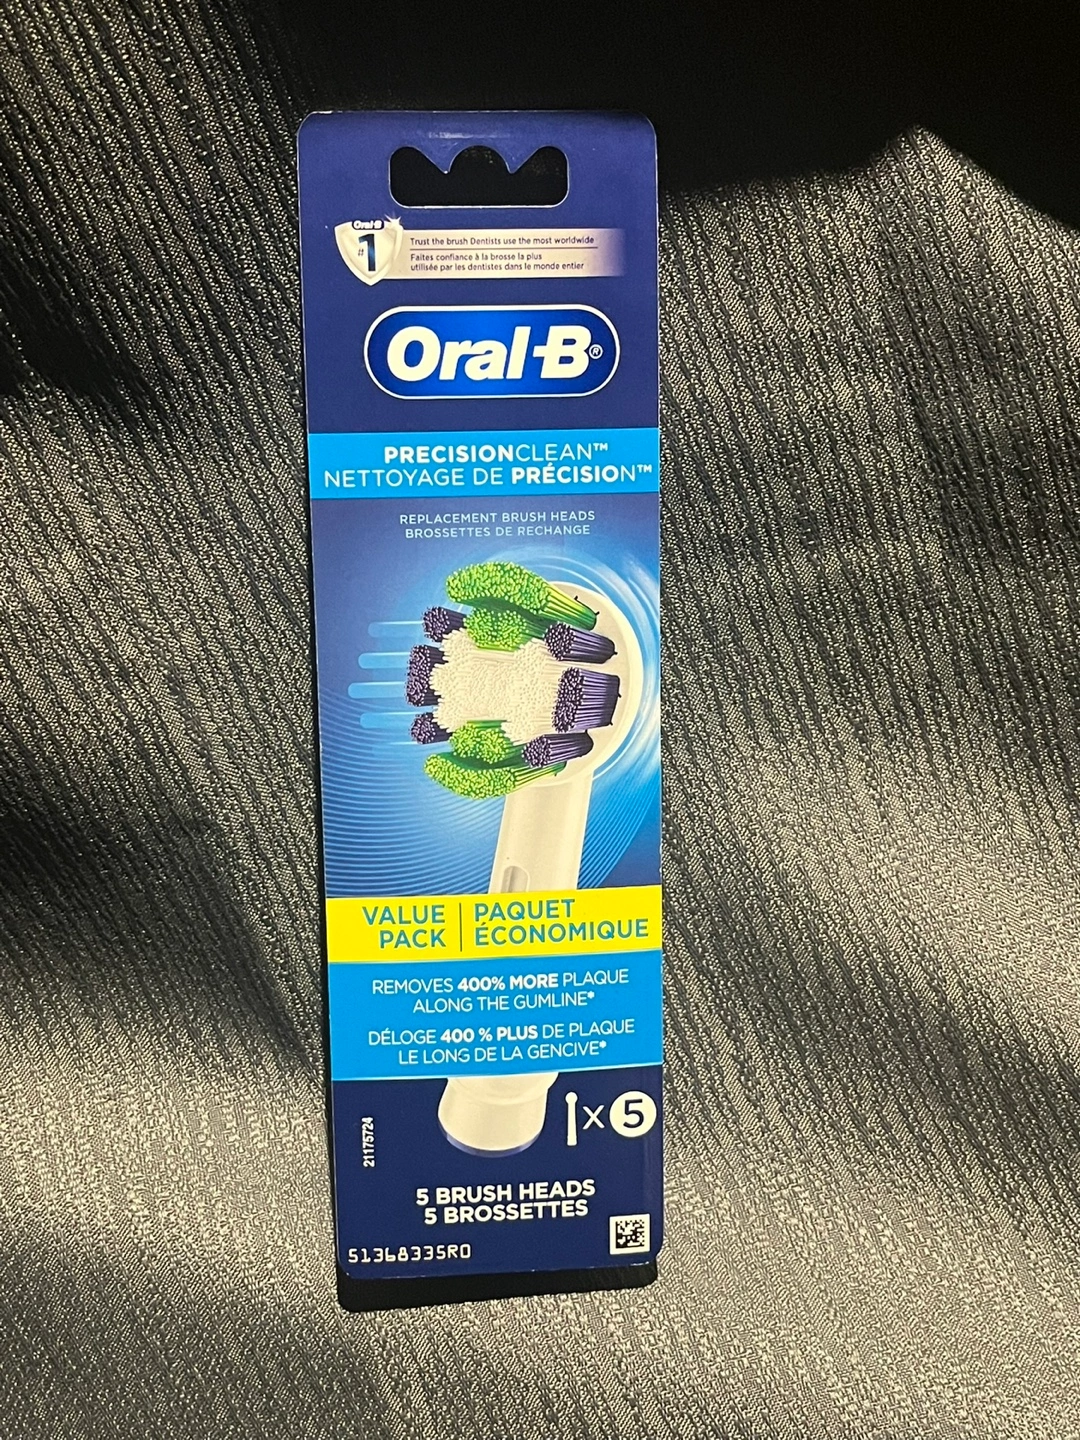 Oral-B
#1
Trust the brush Dentists use the most worldwide
Faites confiance à la brosse la plus
utilisée par les dentistes dans le monde entier
Oral-B®
PRECISIONCLEAN™
NETTOYAGE DE PRÉCISION™
REPLACEMENT BRUSH HEADS
BROSSETTES DE RECHANGE
VALUE PACK
PAQUET ÉCONOMIQUE
REMOVES 400% MORE PLAQUE
ALONG THE GUMLINE*
DÉLOGE 400 % PLUS DE PLAQUE
LE LONG DE LA GENCIVE*
X 5
21175724
5 BRUSH HEADS
5 BROSSETTES
51368335RO